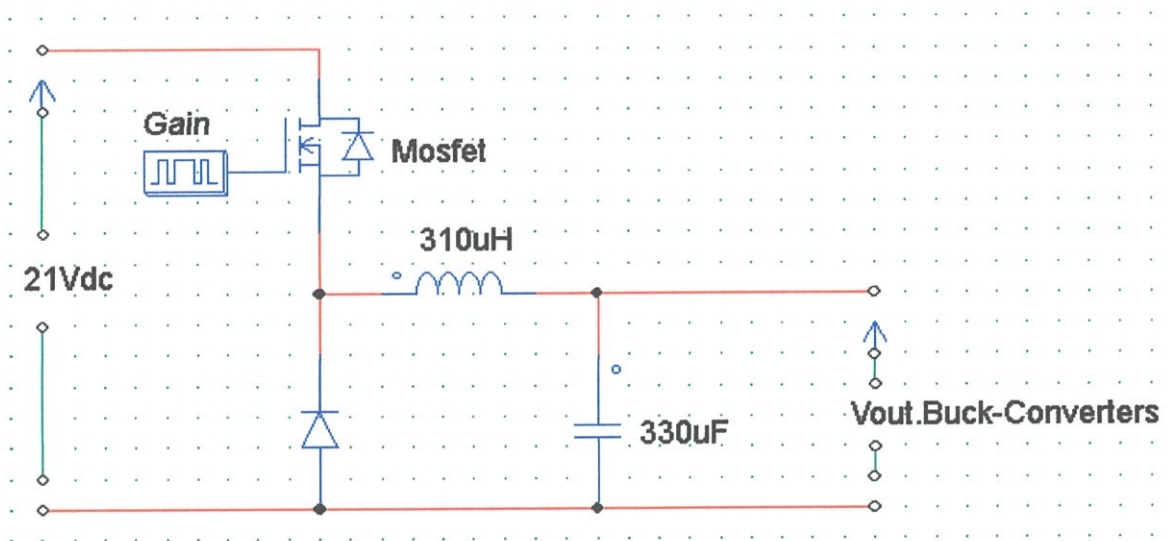 Gain
Mosfet
310uH
21Vdc
330uF
Vout.Buck-Converters